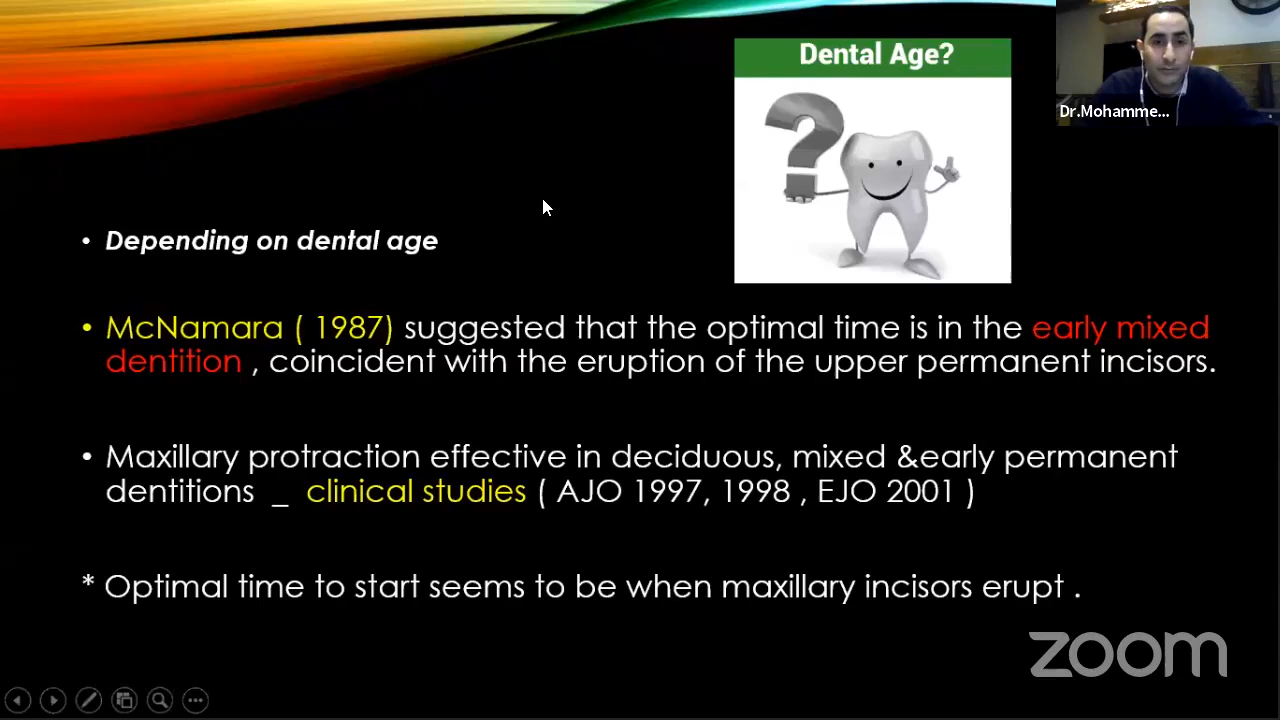 Dental Age?
Dr.Mohamme...
• Depending on dental age
• McNamara ( 1987) suggested that the optimal time is in the early mixed
dentition , coincident with the eruption of the upper permanent incisors.
• Maxillary protraction effective in deciduous, mixed &early permanent
dentitions _ clinical studies ( AJO 1997, 1998 , EJO 2001 )
* Optimal time to start seems to be when maxillary incisors erupt .
zoom